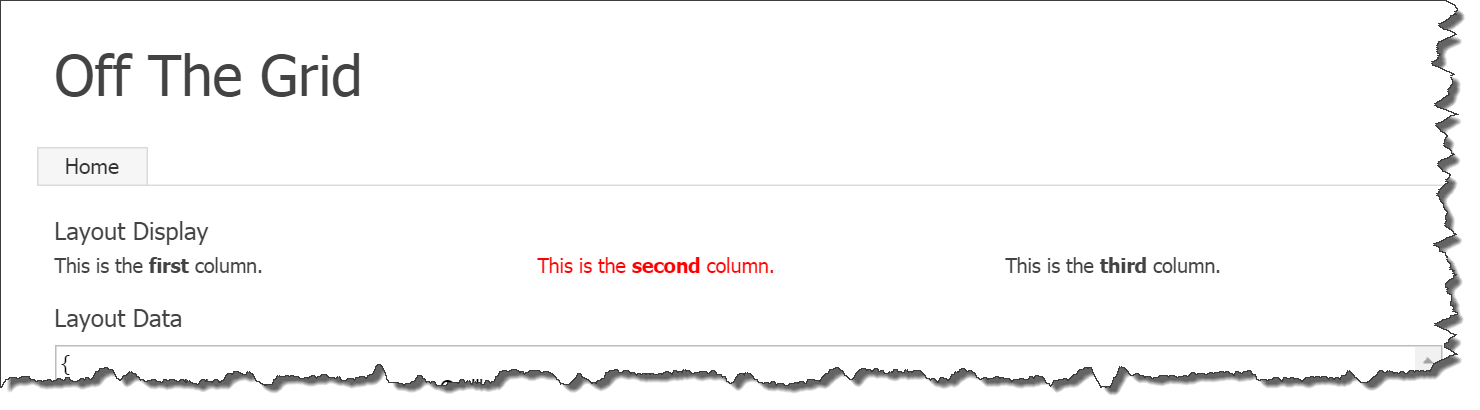 Off The Grid
Home
Layout Display
This is the first column. This is the second column. This is the third column.
Layout Data
{